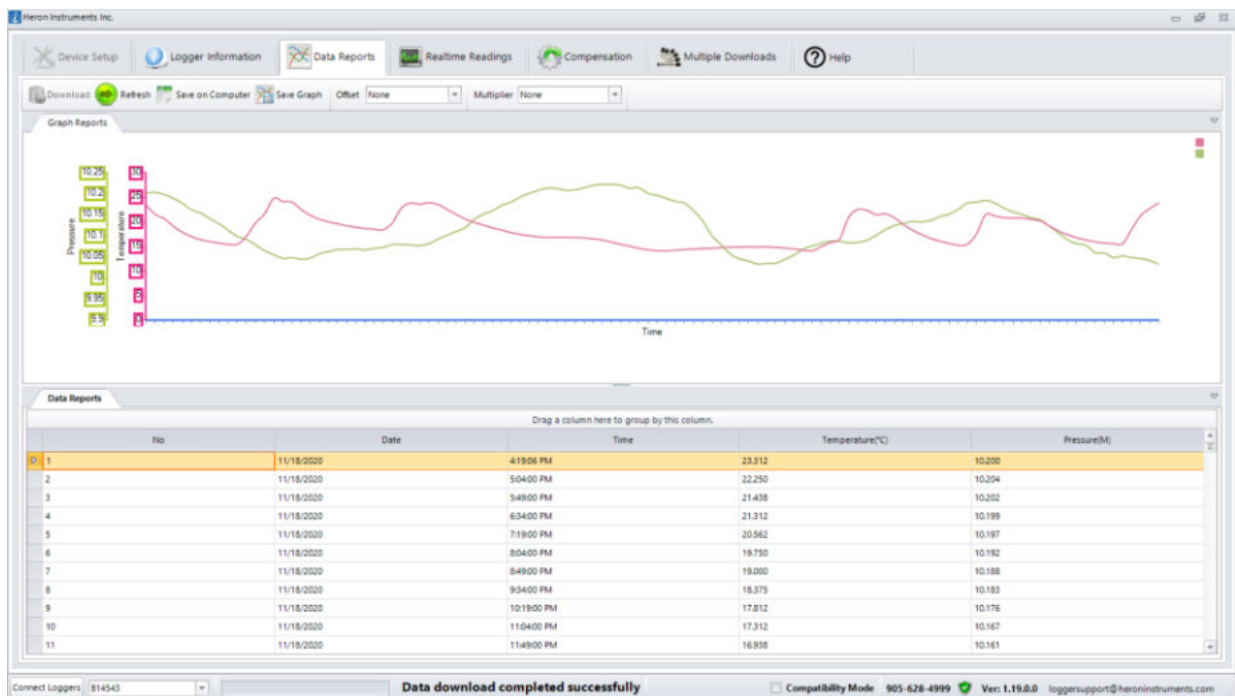 Heron Instruments Inc.
Device Setup Logger Information Data Reports Realtime Readings Compensation Multiple Downloads Help
Download Refresh Save on Computer Save Graph Offset None Multiplier None
Graph Reports
10.25 30
10.2 25
10.15 20
10.1 15
10.05 10
10 5
9.95 0
9.9
Pressure
Temperature
Time
Data Reports
Drag a column here to group by this column.
No Date Time Temperature(°C) Pressure(M)
1 11/18/2020 4:19:06 PM 23.312 10.200
2 11/18/2020 5:04:00 PM 22.250 10.204
3 11/18/2020 5:49:00 PM 21.438 10.202
4 11/18/2020 6:34:00 PM 21.312 10.199
5 11/18/2020 7:19:00 PM 20.562 10.197
6 11/18/2020 8:04:00 PM 19.750 10.192
7 11/18/2020 8:49:00 PM 19.000 10.188
8 11/18/2020 9:34:00 PM 18.375 10.183
9 11/18/2020 10:19:00 PM 17.812 10.176
10 11/18/2020 11:04:00 PM 17.312 10.167
11 11/18/2020 11:49:00 PM 16.938 10.161
Connect Loggers 814543 Data download completed successfully Compatibility Mode 905-628-4999 Ver: 1.19.0.0 loggersupport@heroninstruments.com